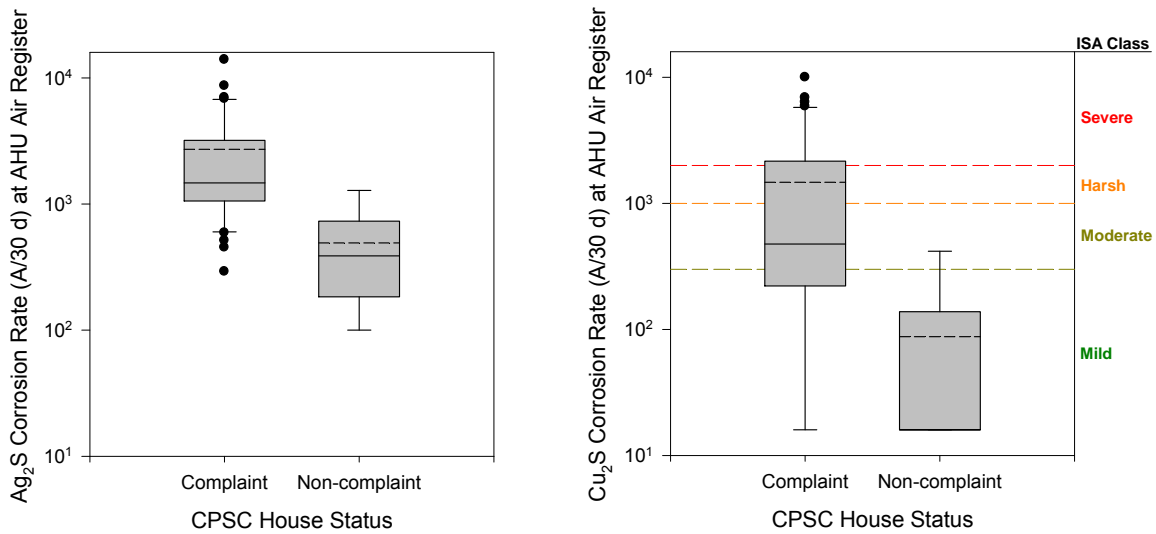 Ag₂S Corrosion Rate (A/30 d) at AHU Air Register
10⁴
10³
10²
10¹
Complaint Non-complaint
CPSC House Status
Cu₂S Corrosion Rate (A/30 d) at AHU Air Register
10⁴
10³
10²
10¹
Complaint Non-complaint
CPSC House Status
ISA Class
Severe
Harsh
Moderate
Mild